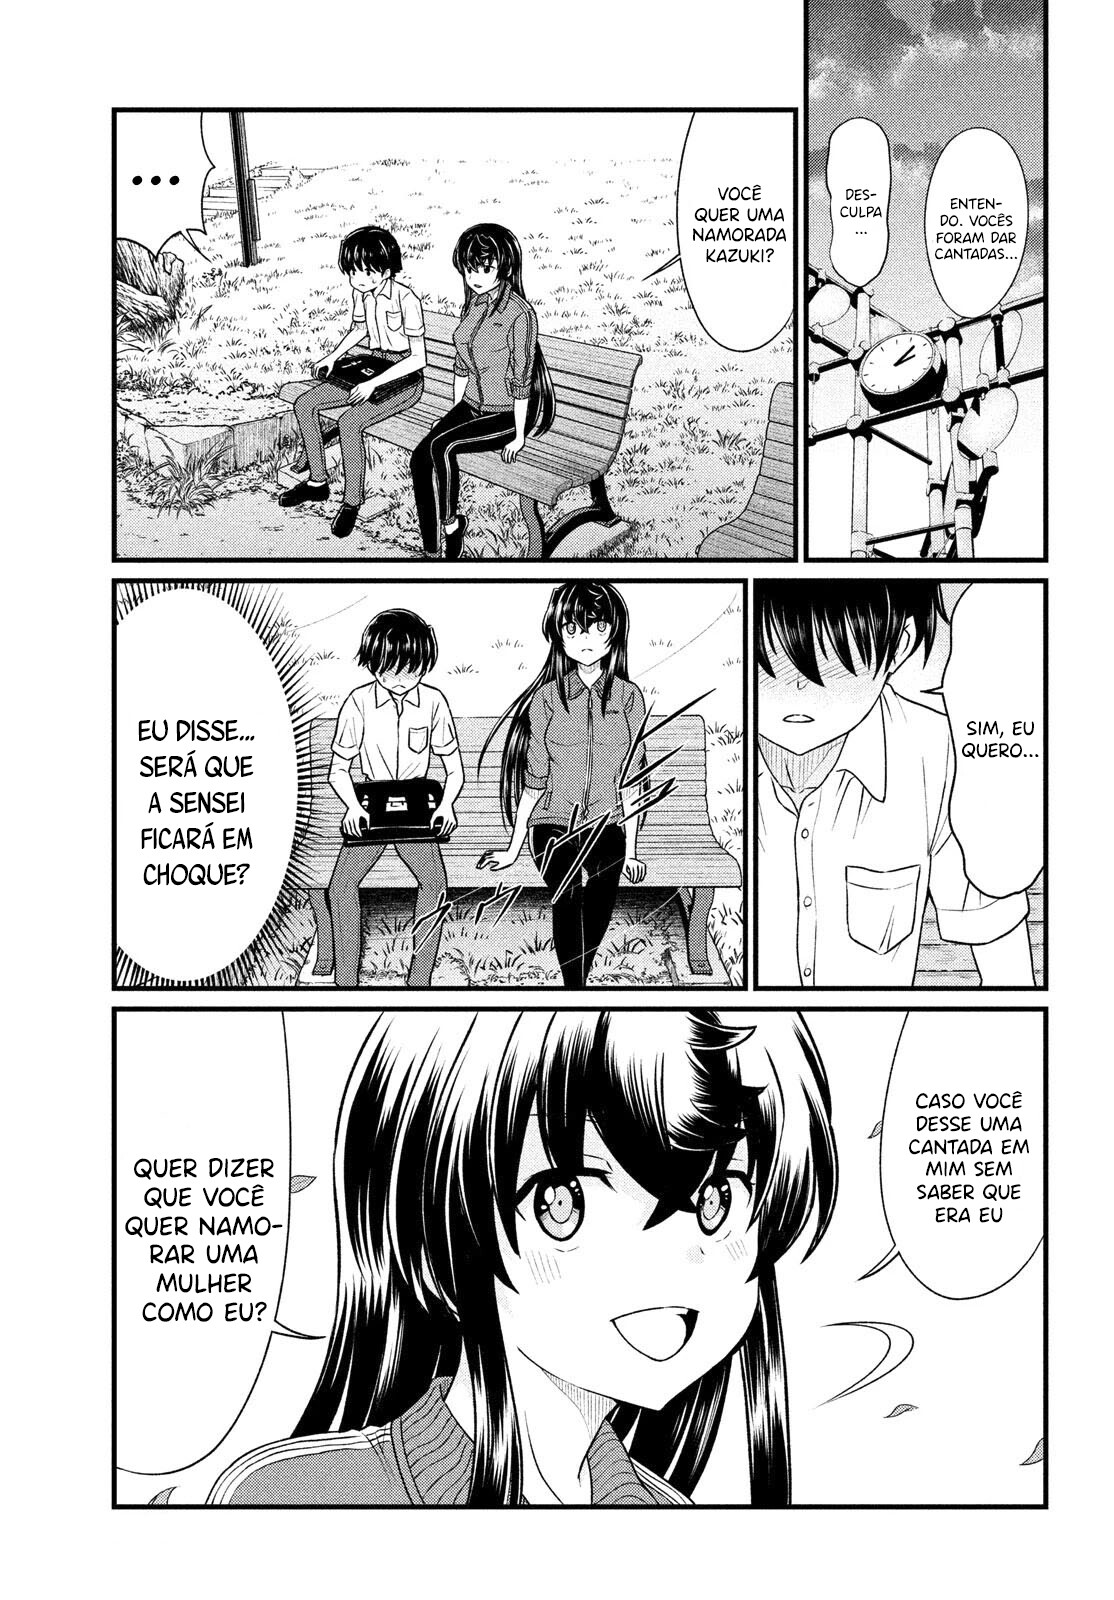 ENTEN-
DO. VOCÊS
FORAM DAR
CANTADAS...
DES-
CULPA
...
VOCÊ
QUER UMA
NAMORADA
KAZUKI?
...
SIM, EU
QUERO...
EU DISSE...
SERÁ QUE
A SENSEI
FICARÁ EM
CHOQUE?
CASO VOCÊ
DESSE UMA
CANTADA EM
MIM SEM
SABER QUE
ERA EU
QUER DIZER
QUE VOCÊ
QUER NAMO-
RAR UMA
MULHER
COMO EU?